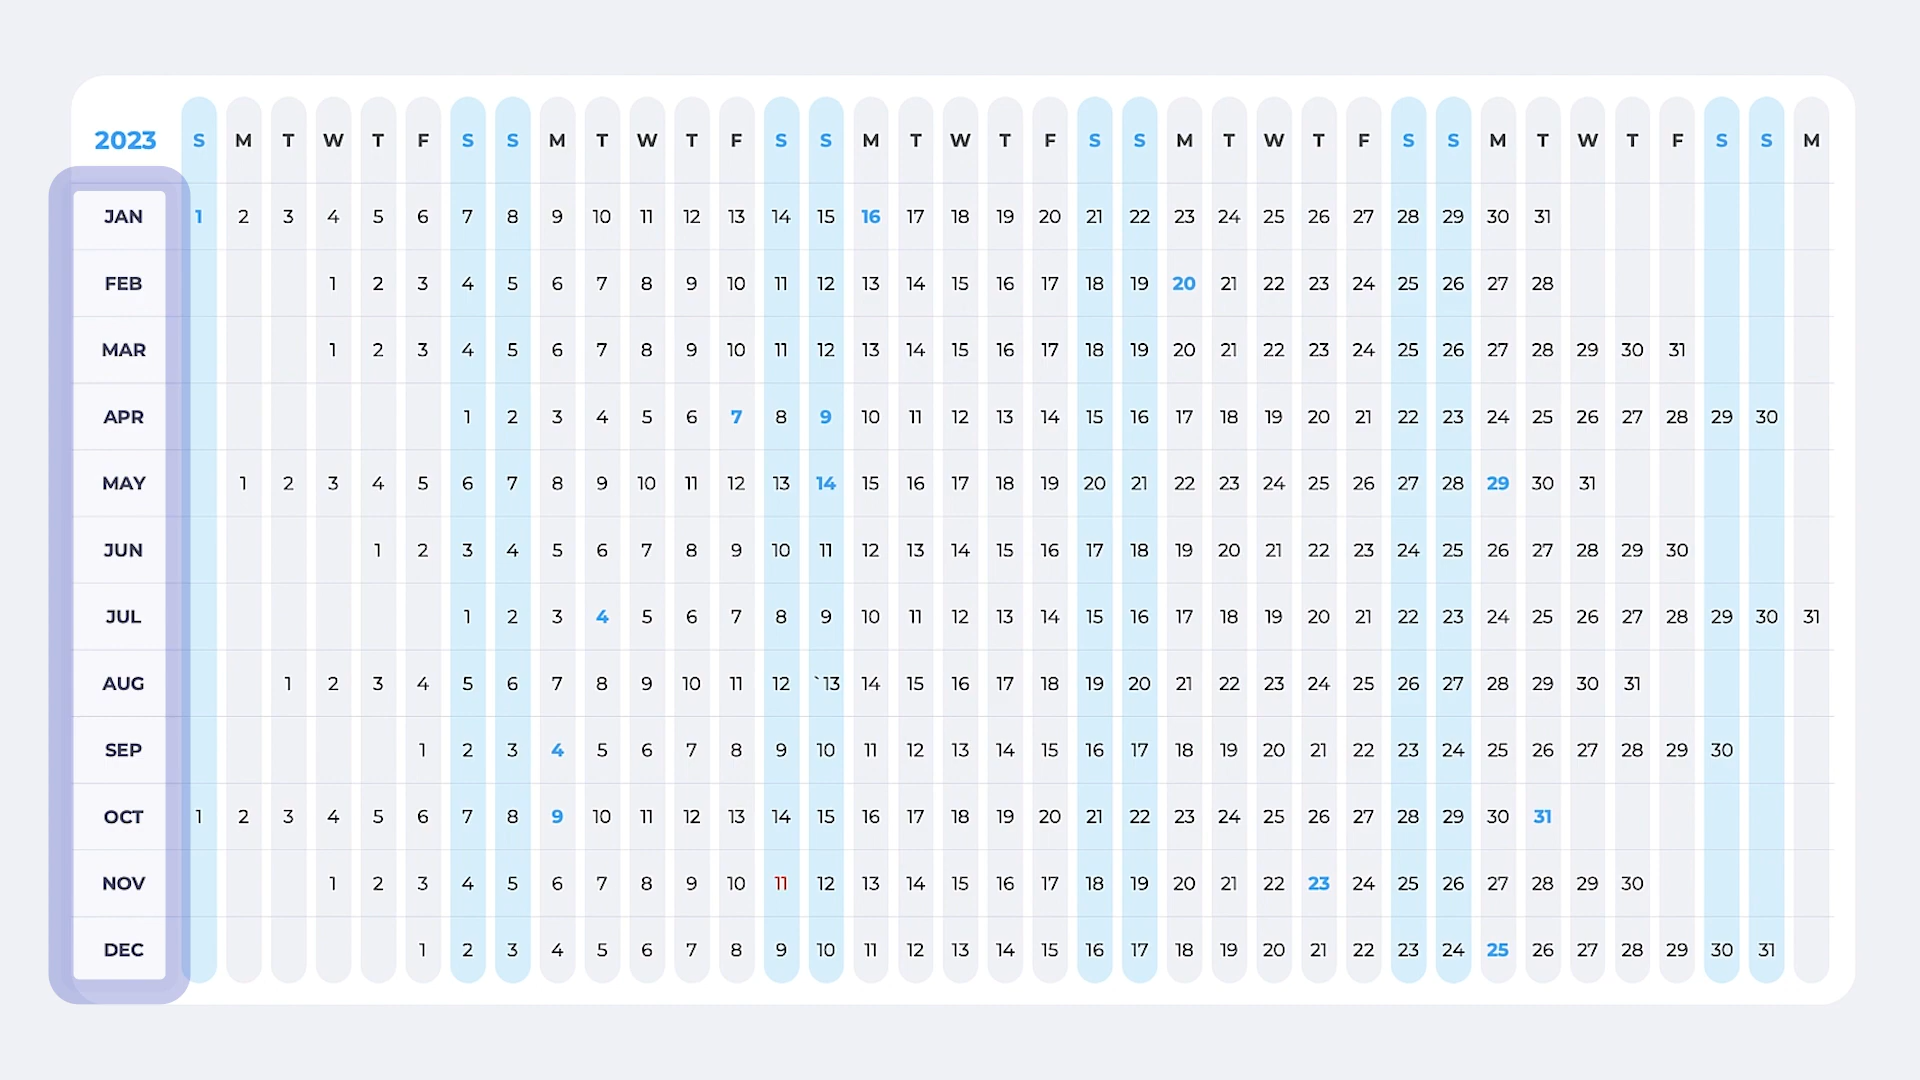 2023 S M T W T F S S M T W T F S S M T W T F S S M T W T F S S M T W T F S S M
JAN 1 2 3 4 5 6 7 8 9 10 11 12 13 14 15 16 17 18 19 20 21 22 23 24 25 26 27 28 29 30 31
FEB 1 2 3 4 5 6 7 8 9 10 11 12 13 14 15 16 17 18 19 20 21 22 23 24 25 26 27 28
MAR 1 2 3 4 5 6 7 8 9 10 11 12 13 14 15 16 17 18 19 20 21 22 23 24 25 26 27 28 29 30 31
APR 1 2 3 4 5 6 7 8 9 10 11 12 13 14 15 16 17 18 19 20 21 22 23 24 25 26 27 28 29 30
MAY 1 2 3 4 5 6 7 8 9 10 11 12 13 14 15 16 17 18 19 20 21 22 23 24 25 26 27 28 29 30 31
JUN 1 2 3 4 5 6 7 8 9 10 11 12 13 14 15 16 17 18 19 20 21 22 23 24 25 26 27 28 29 30
JUL 1 2 3 4 5 6 7 8 9 10 11 12 13 14 15 16 17 18 19 20 21 22 23 24 25 26 27 28 29 30 31
AUG 1 2 3 4 5 6 7 8 9 10 11 12 `13 14 15 16 17 18 19 20 21 22 23 24 25 26 27 28 29 30 31
SEP 1 2 3 4 5 6 7 8 9 10 11 12 13 14 15 16 17 18 19 20 21 22 23 24 25 26 27 28 29 30
OCT 1 2 3 4 5 6 7 8 9 10 11 12 13 14 15 16 17 18 19 20 21 22 23 24 25 26 27 28 29 30 31
NOV 1 2 3 4 5 6 7 8 9 10 11 12 13 14 15 16 17 18 19 20 21 22 23 24 25 26 27 28 29 30
DEC 1 2 3 4 5 6 7 8 9 10 11 12 13 14 15 16 17 18 19 20 21 22 23 24 25 26 27 28 29 30 31